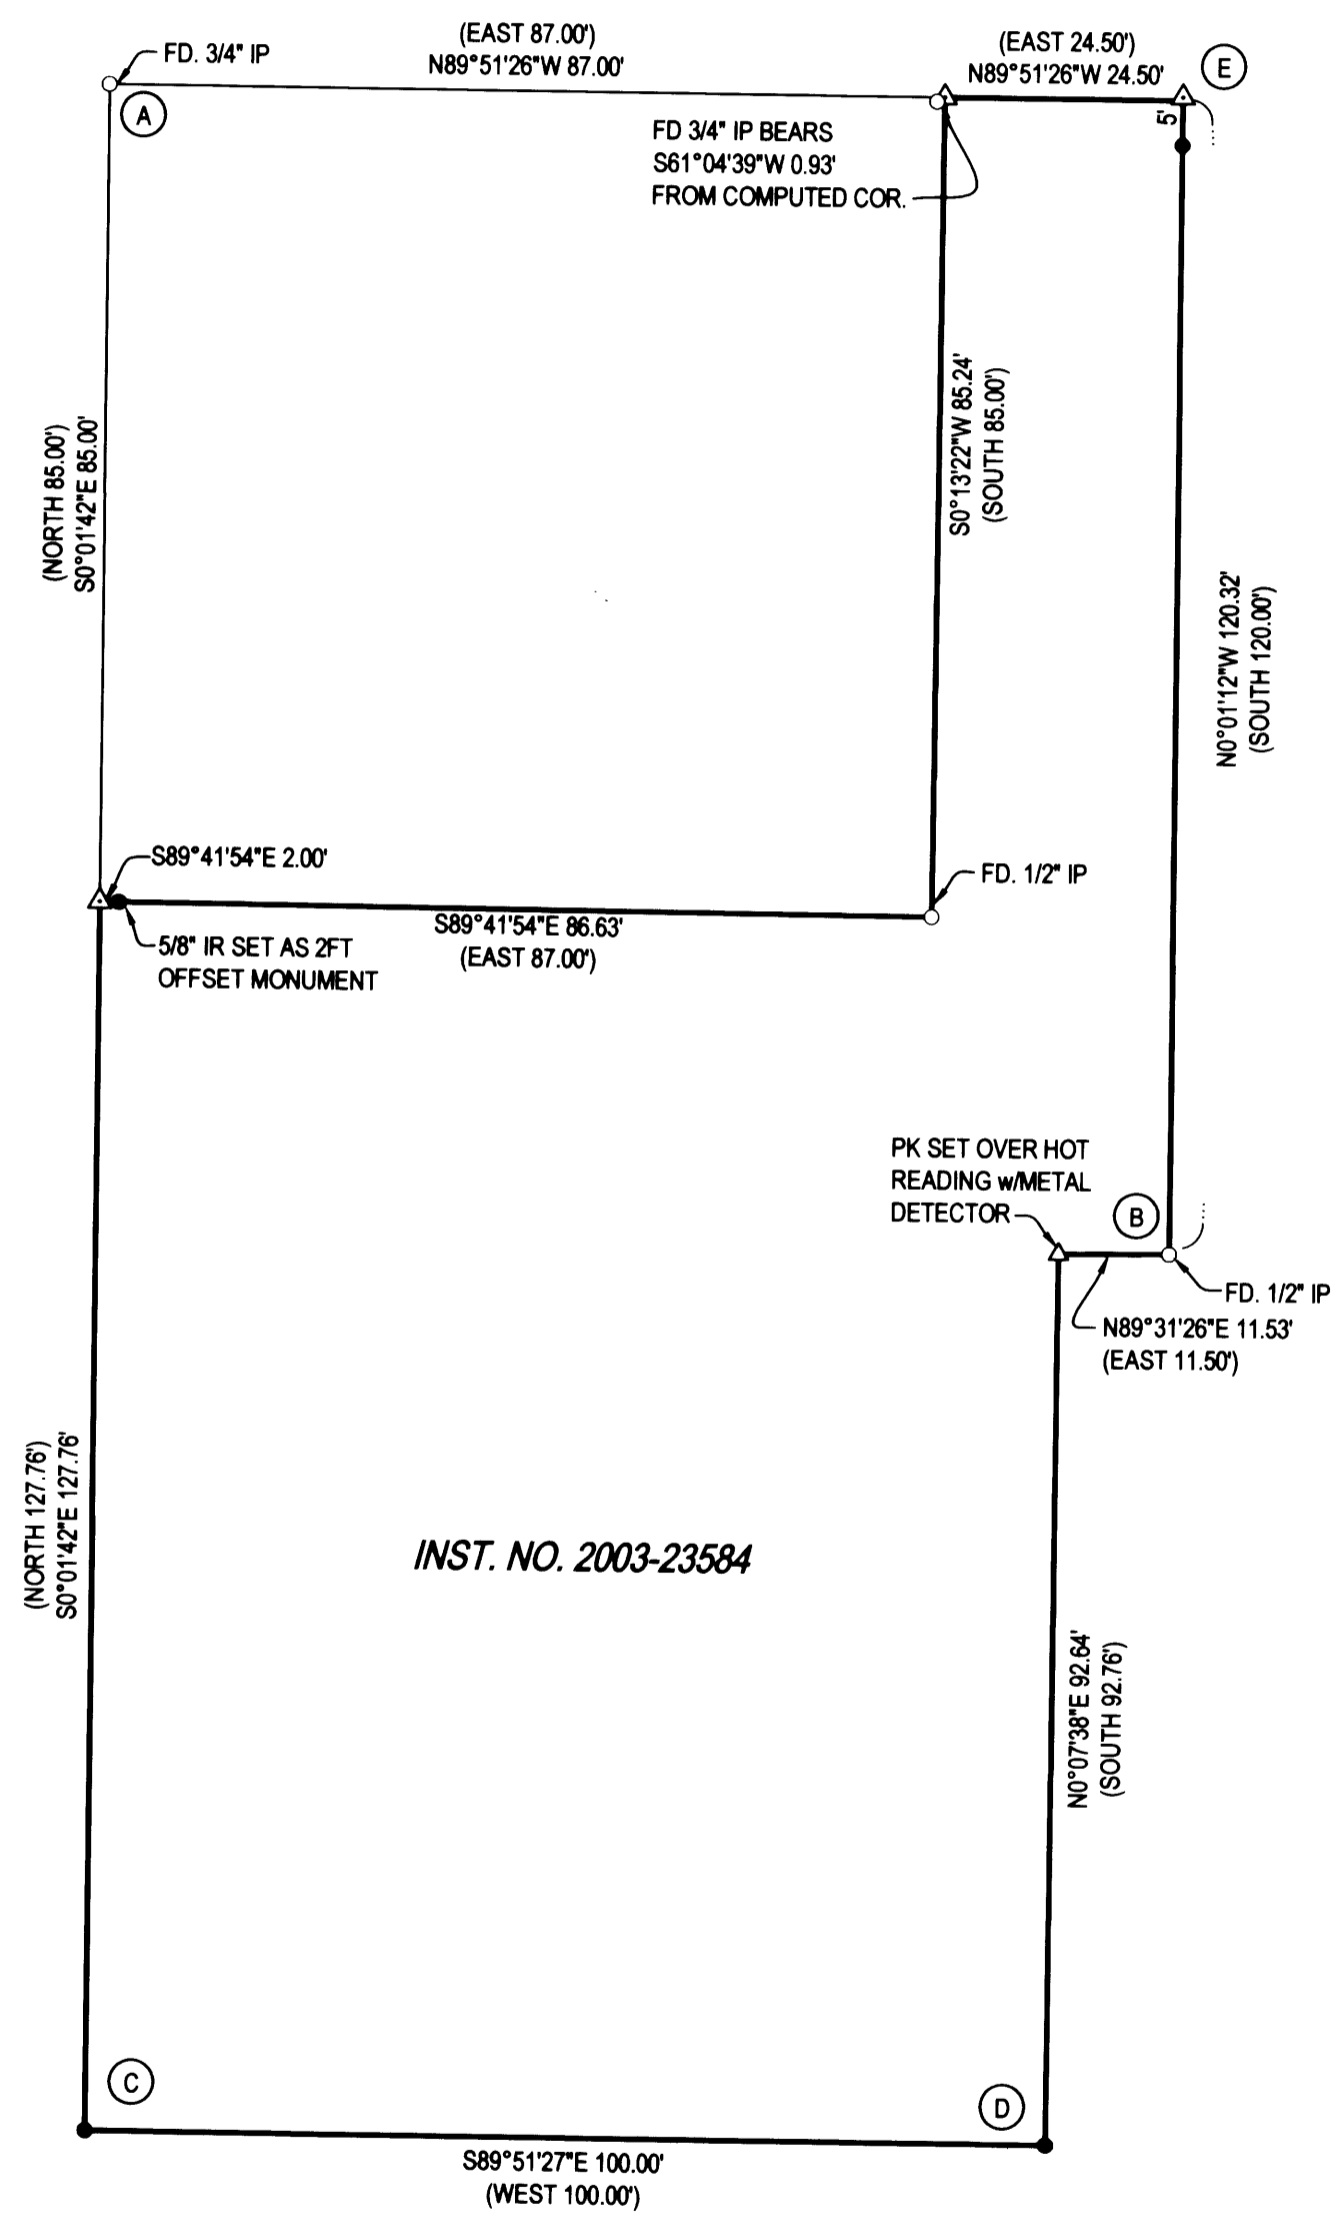 (EAST 87.00')
N89°51'26"W 87.00'
(EAST 24.50')
N89°51'26"W 24.50'
E
FD. 3/4" IP
A
5'
FD 3/4" IP BEARS
S61°04'39"W 0.93'
FROM COMPUTED COR.
(NORTH 85.00')
S0°01'42"E 85.00'
S0°13'22"W 85.24'
(SOUTH 85.00')
N0°01'12"W 120.32'
(SOUTH 120.00')
S89°41'54"E 2.00'
FD. 1/2" IP
S89°41'54"E 86.63'
(EAST 87.00')
5/8" IR SET AS 2FT
OFFSET MONUMENT
PK SET OVER HOT
READING w/METAL
DETECTOR
B
FD. 1/2" IP
N89°31'26"E 11.53'
(EAST 11.50')
(NORTH 127.76')
S0°01'42"E 127.76'
INST. NO. 2003-23584
N0°07'38"E 92.64'
(SOUTH 92.76')
C
D
S89°51'27"E 100.00'
(WEST 100.00')